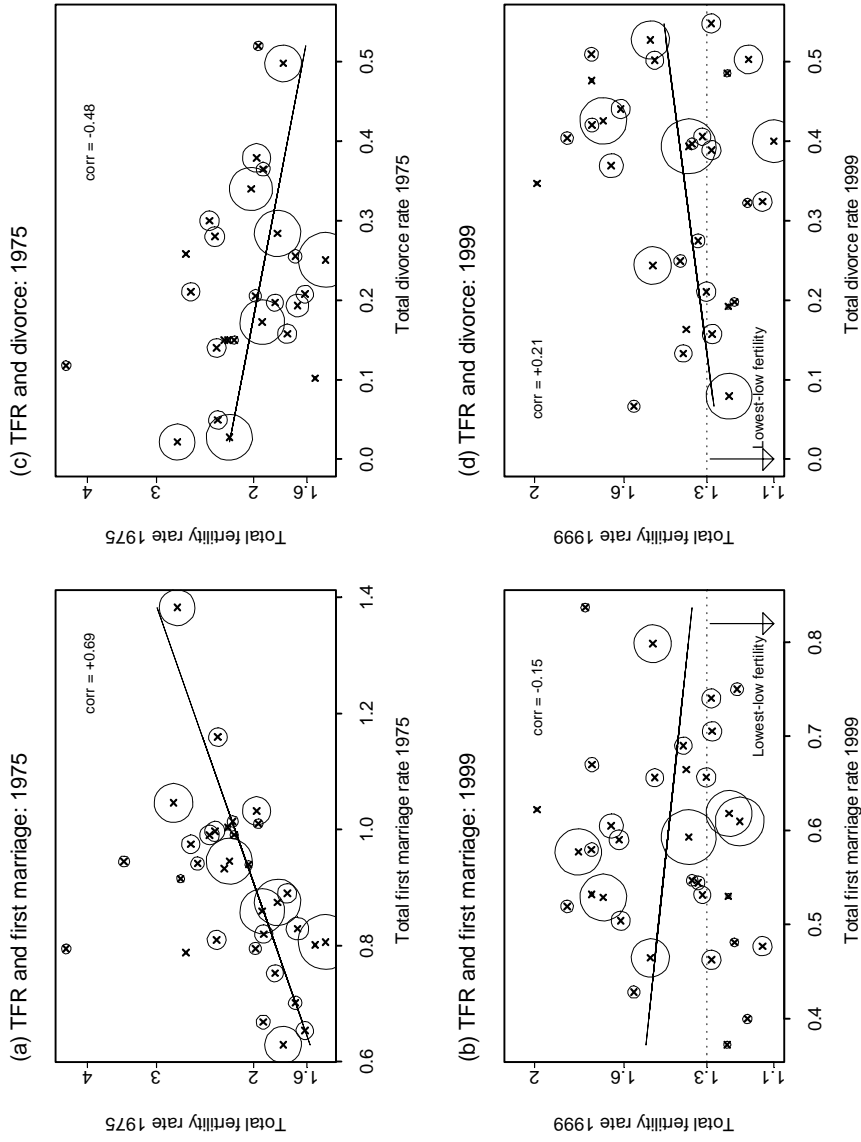 (a) TFR and first marriage: 1975
corr = +0.69
Total fertility rate 1975
4
3
2
1.6
0.6 0.8 1.0 1.2 1.4
Total first marriage rate 1975
(c) TFR and divorce: 1975
corr = -0.48
Total fertility rate 1975
4
3
2
1.6
0.0 0.1 0.2 0.3 0.4 0.5
Total divorce rate 1975
(b) TFR and first marriage: 1999
corr = -0.15
Total fertility rate 1999
2
1.6
1.3
1.1
Lowest-low fertility
0.4 0.5 0.6 0.7 0.8
Total first marriage rate 1999
(d) TFR and divorce: 1999
corr = +0.21
Total fertility rate 1999
2
1.6
1.3
1.1
Lowest-low fertility
0.0 0.1 0.2 0.3 0.4 0.5
Total divorce rate 1999